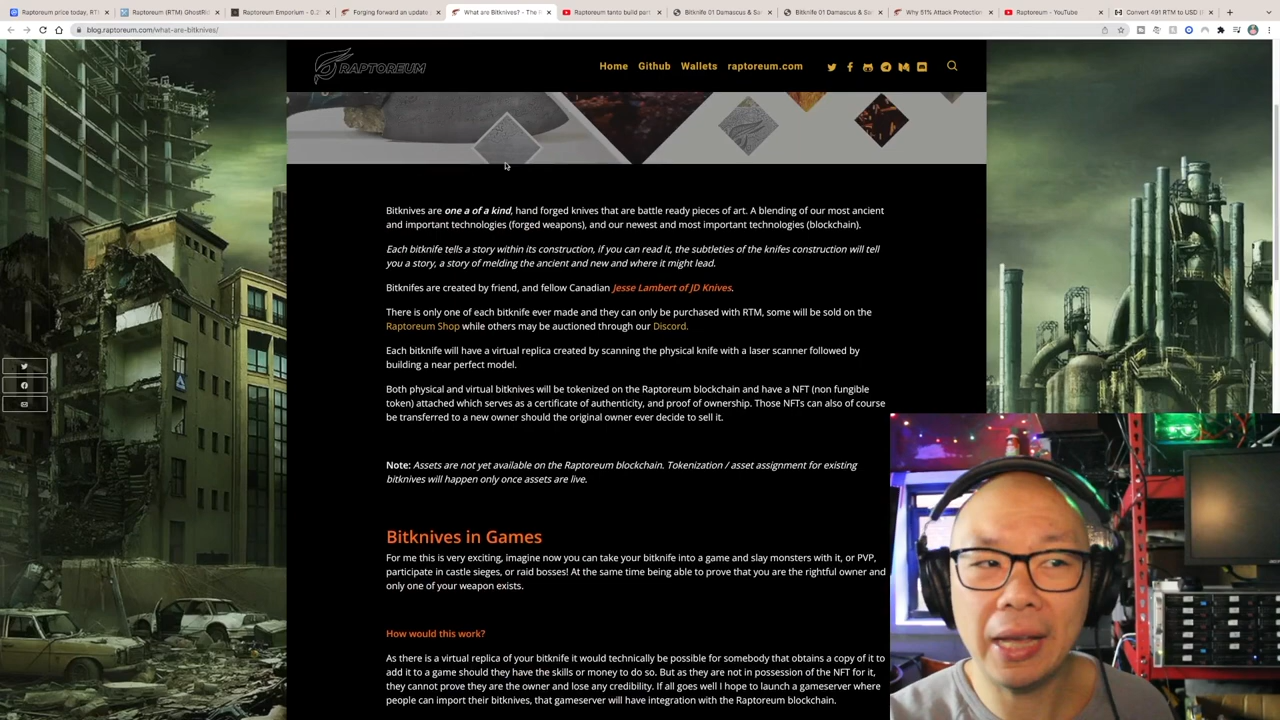 Raptoreum price today, RT
Raptoreum (RTM) GhostRid
Raptoreum Emporium - 0.2
Forging forward an update
What are Bitknives? - The
Raptoreum tanto build part
Bitknife 01 Damascus & Sa
Bitknife 01 Damascus & Sa
Why 51% Attack Protection
Raptoreum - YouTube
Convert 491 RTM to USD
blog.raptoreum.com/what-are-bitknives/
RAPTOREUM
Home Github Wallets raptoreum.com
Bitknives are one a of a kind, hand forged knives that are battle ready pieces of art. A blending of our most ancient
and important technologies (forged weapons), and our newest and most important technologies (blockchain).
Each bitknife tells a story within its construction, if you can read it, the subtleties of the knifes construction will tell
you a story, a story of melding the ancient and new and where it might lead.
Bitknifes are created by friend, and fellow Canadian Jesse Lambert of JD Knives.
There is only one of each bitknife ever made and they can only be purchased with RTM, some will be sold on the
Raptoreum Shop while others may be auctioned through our Discord.
Each bitknife will have a virtual replica created by scanning the physical knife with a laser scanner followed by
building a near perfect model.
Both physical and virtual bitknives will be tokenized on the Raptoreum blockchain and have a NFT (non fungible
token) attached which serves as a certificate of authenticity, and proof of ownership. Those NFTs can also of course
be transferred to a new owner should the original owner ever decide to sell it.
Note: Assets are not yet available on the Raptoreum blockchain. Tokenization / asset assignment for existing
bitknives will happen only once assets are live.
Bitknives in Games
For me this is very exciting, imagine now you can take your bitknife into a game and slay monsters with it, or PVP,
participate in castle sieges, or raid bosses! At the same time being able to prove that you are the rightful owner and
only one of your weapon exists.
How would this work?
As there is a virtual replica of your bitknife it would technically be possible for somebody that obtains a copy of it to
add it to a game should they have the skills or money to do so. But as they are not in possession of the NFT for it,
they cannot prove they are the owner and lose any credibility. If all goes well I hope to launch a gameserver where
people can import their bitknives, that gameserver will have integration with the Raptoreum blockchain.